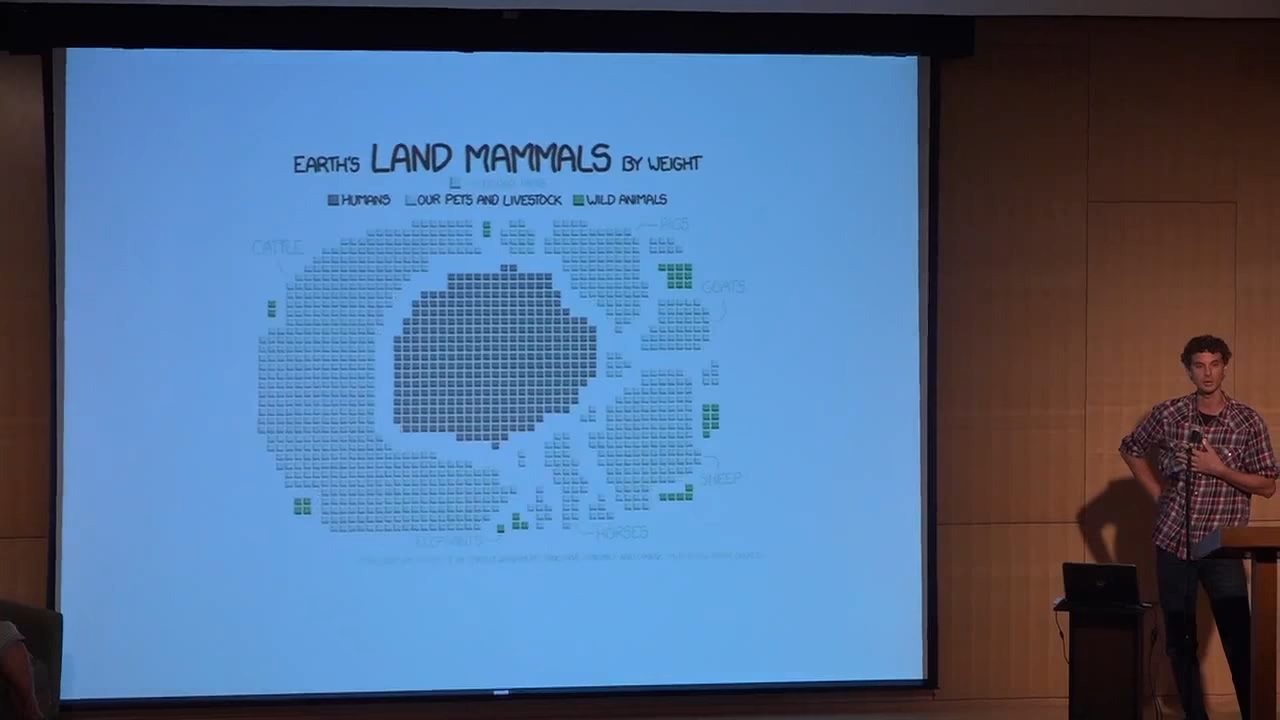 EARTH'S LAND MAMMALS BY WEIGHT
HUMANS OUR PETS AND LIVESTOCK WILD ANIMALS
PIGS
CATTLE
GOATS
SHEEP
HORSES
ELEPHANTS